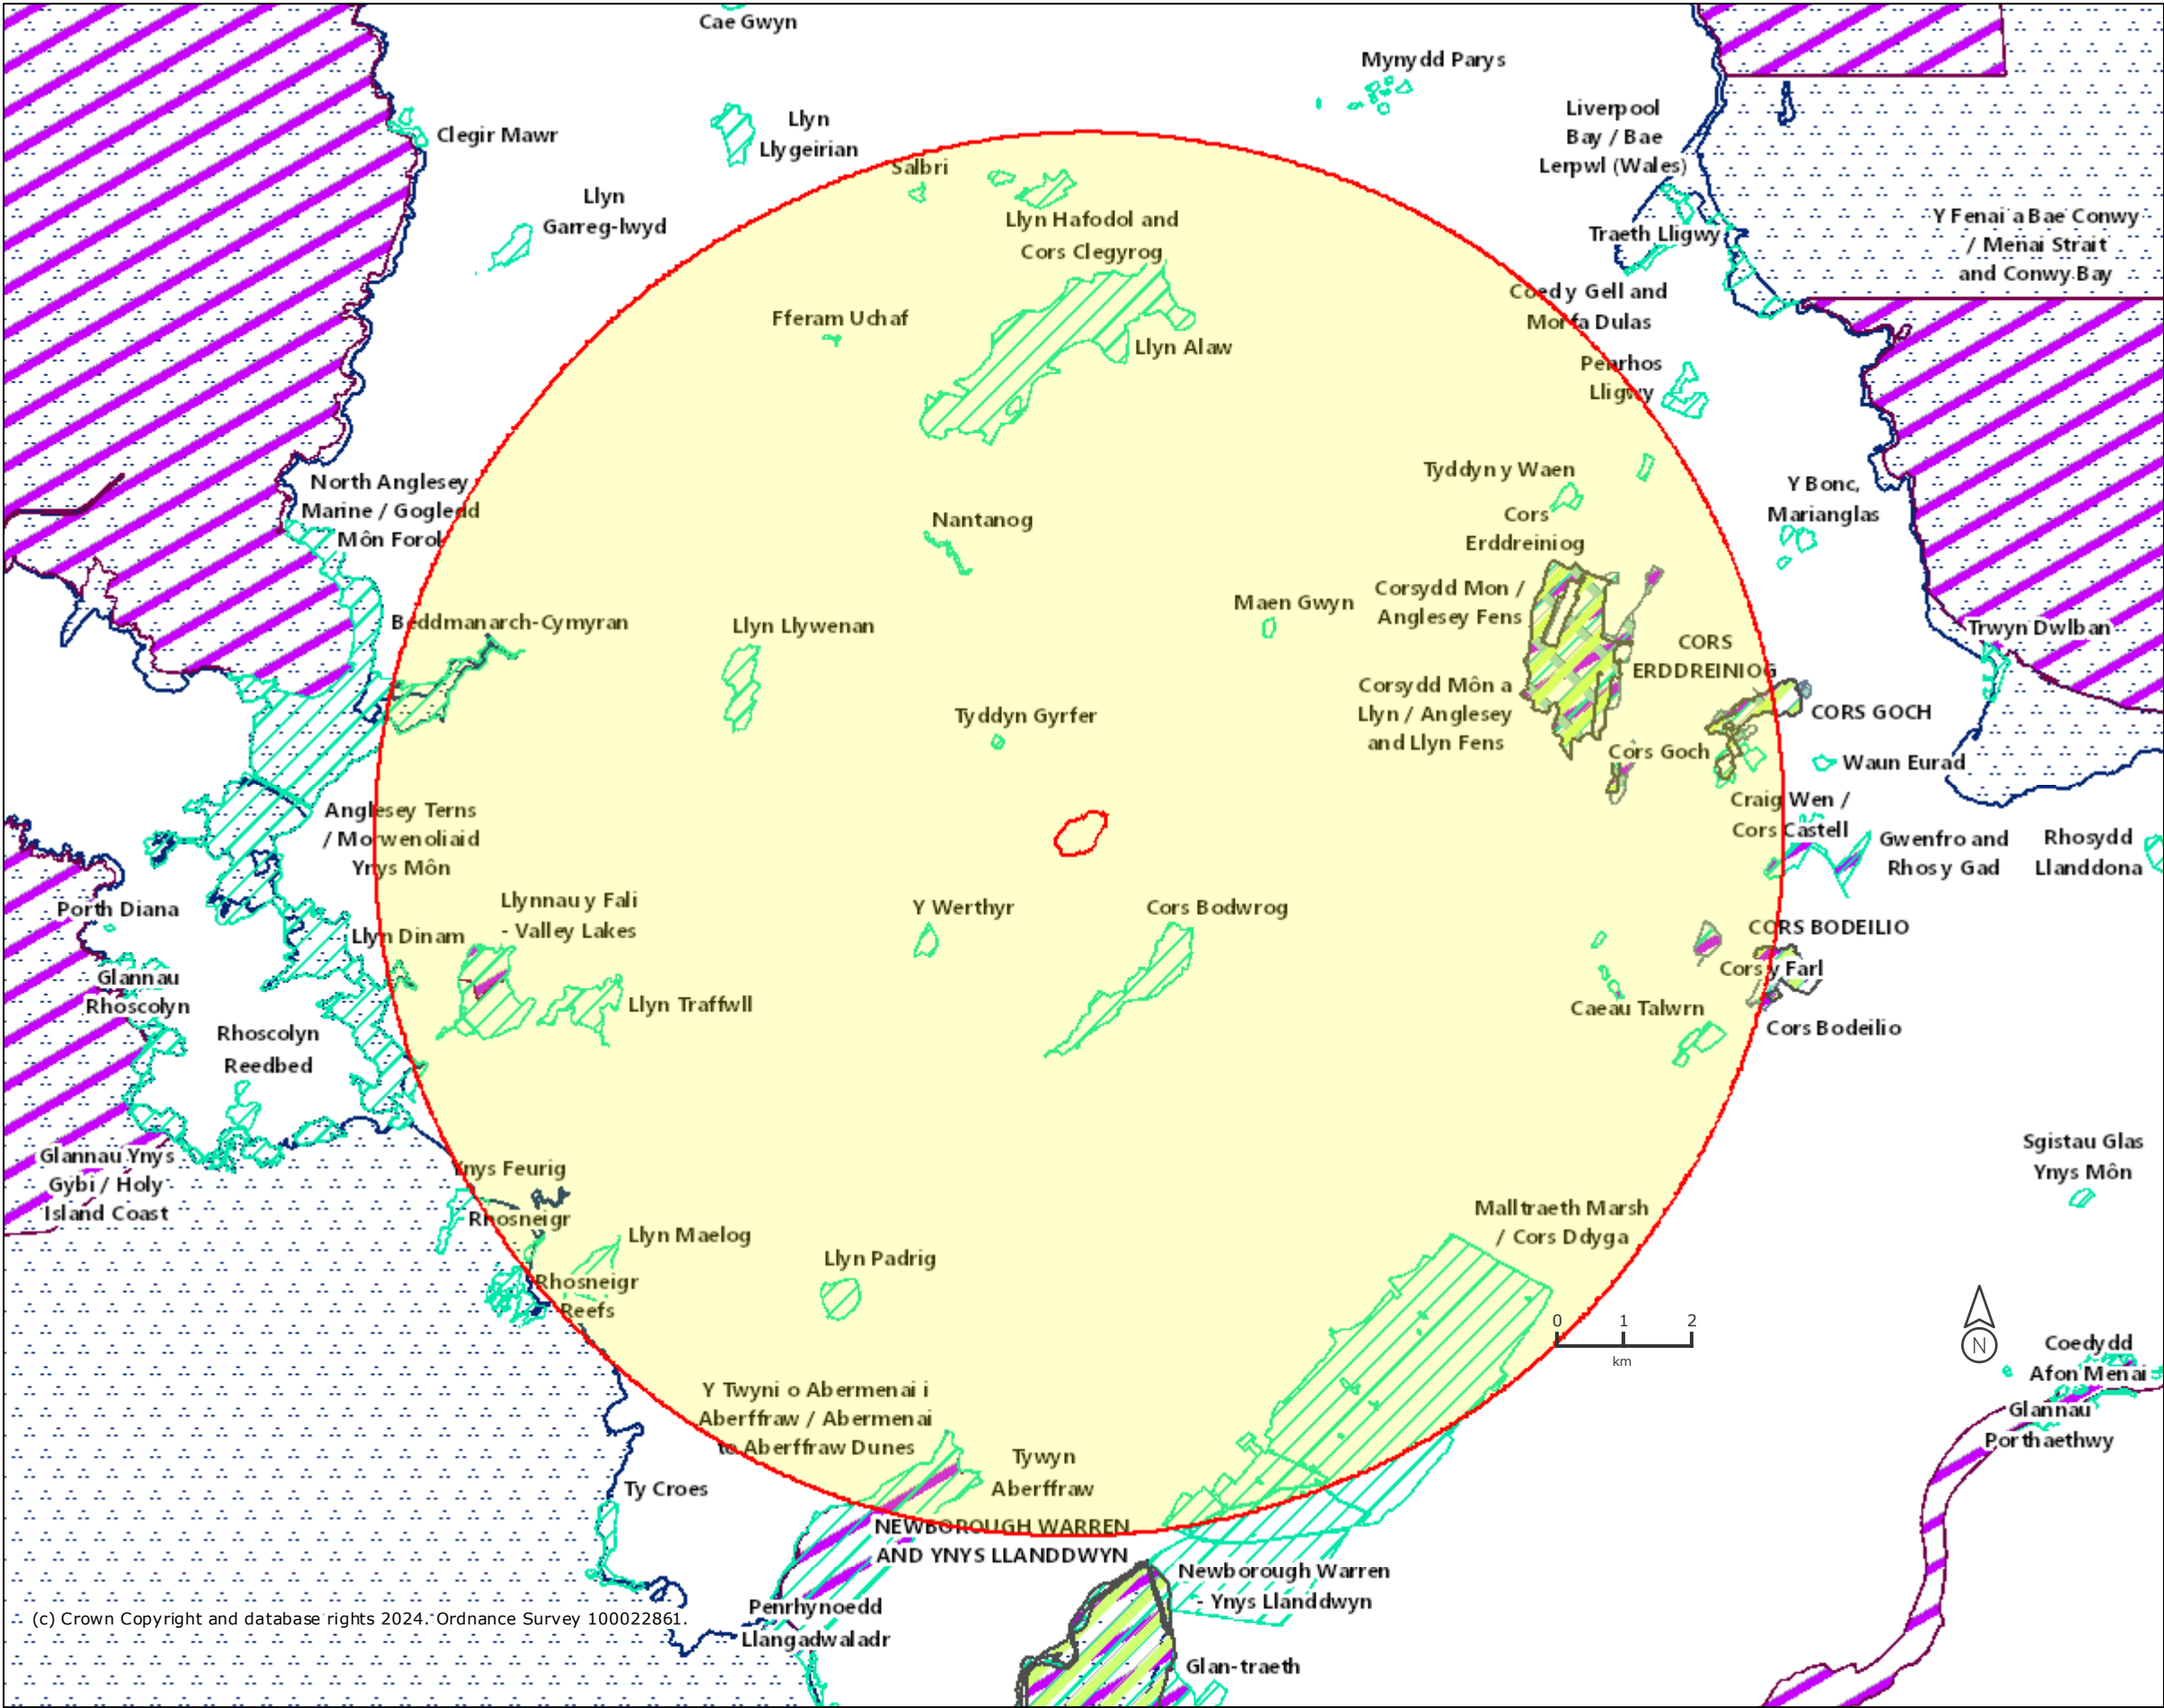 Cae Gwyn
Mynydd Parys
Clegir Mawr
Llyn
Llygeirian
Liverpool
Bay / Bae
Lerpwl (Wales)
Salbri
Llyn
Garreg-lwyd
Llyn Hafodol and
Cors Clegyrog
Traeth Lligwy
Y Fenai a Bae Conwy
/ Menai Strait
and Conwy Bay
Fferam Uchaf
Llyn Alaw
Coed y Gell and
Morfa Dulas
Penrhos
Lligwy
North Anglesey
Marine / Gogledd
Môn Forol
Tyddyn y Waen
Y Bonc,
Marianglas
Nantanog
Cors
Erddreiniog
Corsydd Mon /
Anglesey Fens
Maen Gwyn
Beddmanarch-Cymyran
Llyn Llywenan
CORS
ERDDREINIOG
Trwyn Dwlban
Corsydd Môn a
Llyn / Anglesey
and Llyn Fens
Tyddyn Gyrfer
CORS GOCH
Cors Goch
Waun Eurad
Anglesey Terns
/ Morwenoliaid
Ynys Môn
Craig Wen /
Cors Castell
Gwenfro and
Rhos y Gad
Rhosydd
Llanddona
Porth Diana
Llynnau y Fali
- Valley Lakes
Y Werthyr
Cors Bodwrog
Llyn Dinam
CORS BODEILIO
Cors y Farl
Glannau
Rhoscolyn
Llyn Traffwll
Caeau Talwrn
Cors Bodeilio
Rhoscolyn
Reedbed
Glannau Ynys
Gybi / Holy
Island Coast
Ynys Feurig
Rhosneigr
Sgistau Glas
Ynys Môn
Llyn Maelog
Llyn Padrig
Malltraeth Marsh
/ Cors Ddyga
Rhosneigr
Reefs
0 1 2
km
N
Coedydd
Afon Menai
Glannau
Porthaethwy
Y Twyni o Abermenai i
Aberffraw / Abermenai
to Aberffraw Dunes
Tywyn
Aberffraw
Ty Croes
NEWBOROUGH WARREN
AND YNYS LLANDDWYN
Newborough Warren
- Ynys Llanddwyn
Penrhynoedd
Llangadwaladr
(c) Crown Copyright and database rights 2024. Ordnance Survey 100022861.
Glan-traeth